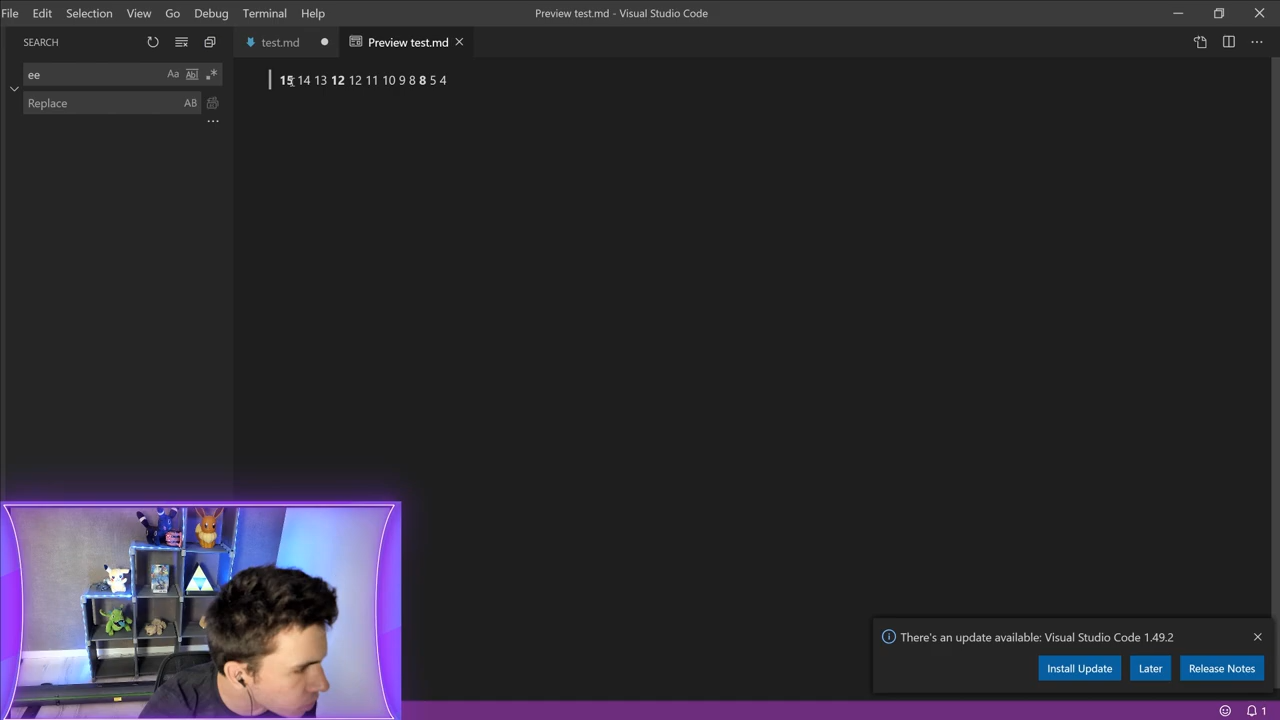 File Edit Selection View Go Debug Terminal Help Preview test.md - Visual Studio Code
SEARCH test.md Preview test.md
ee Aa Abl .*
15 14 13 12 12 11 10 9 8 8 5 4
Replace AB
...
There's an update available: Visual Studio Code 1.49.2
Install Update Later Release Notes
1